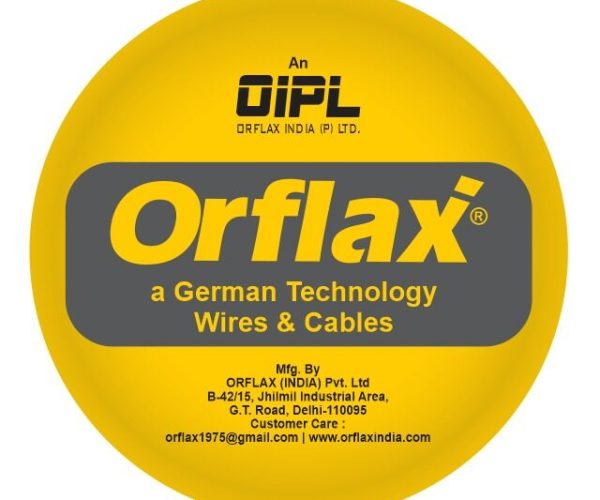 An
OIPL
ORFLAX INDIA (P) LTD.
Orflax®
a German Technology
Wires & Cables
Mfg. By
ORFLAX (INDIA) Pvt. Ltd
B-42/15, Jhilmil Industrial Area,
G.T. Road, Delhi-110095
Customer Care :
orflax1975@gmail.com | www.orflaxindia.com